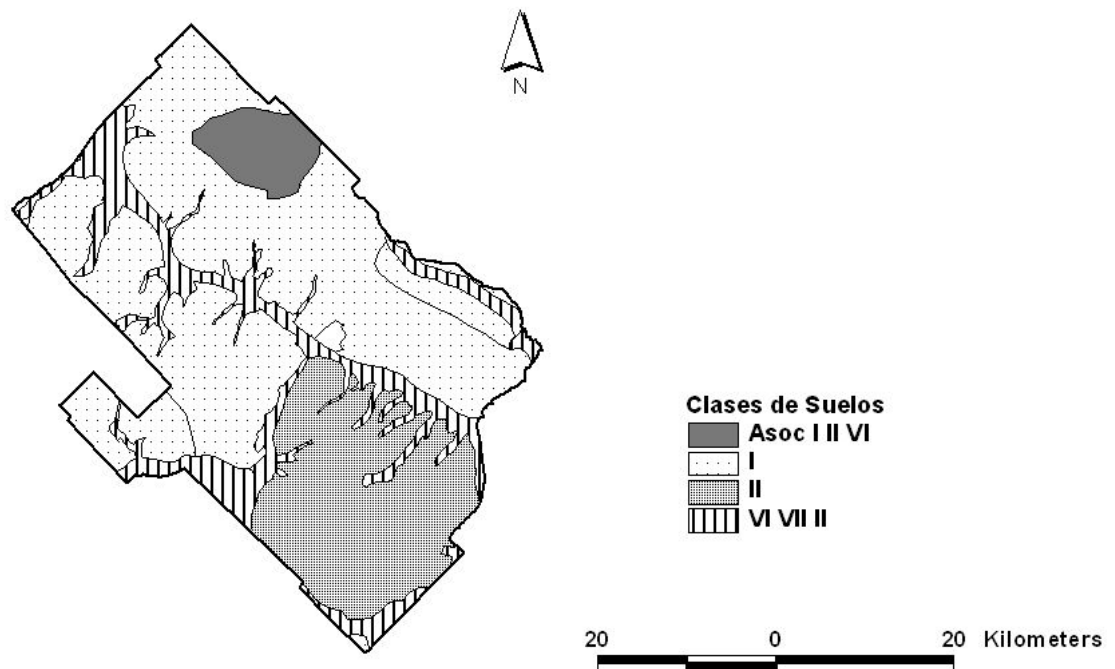 N
Clases de Suelos
Asoc I II VI
I
II
VI VII II
20 0 20 Kilometers